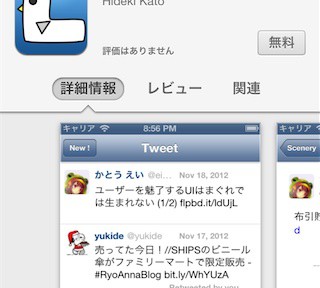 Hideki Kato
評価はありません
無料
詳細情報 レビュー 関連
キャリア 8:56 PM
キャリア
New !
Tweet
Scenery
かとう えい @ei... Nov 18, 2012
ユーザーを魅了するUIはまぐれで
は生まれない (1/2) flpbd.it/IdUjL
布引貯
d
yukide @yukide Nov 17, 2012
売ってた今日！//SHIPSのビニール
傘がファミリーマートで限定販売 -
#RyoAnnaBlog bit.ly/WhYUzA
Retweeted by you